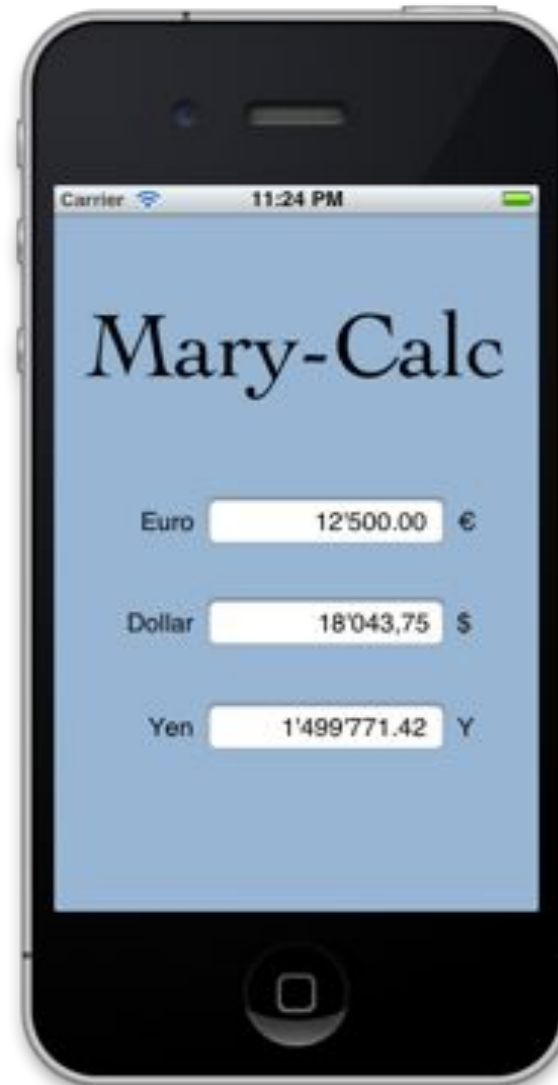 Carrier 11:24 PM
Mary-Calc
Euro 12'500.00 €
Dollar 18'043,75 $
Yen 1'499'771.42 Y